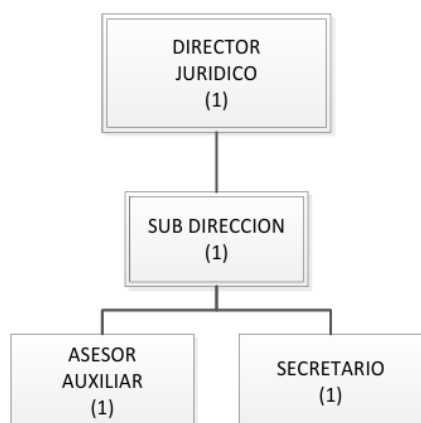 DIRECTOR
JURIDICO
(1)
SUB DIRECCION
(1)
ASESOR
AUXILIAR
(1)
SECRETARIO
(1)